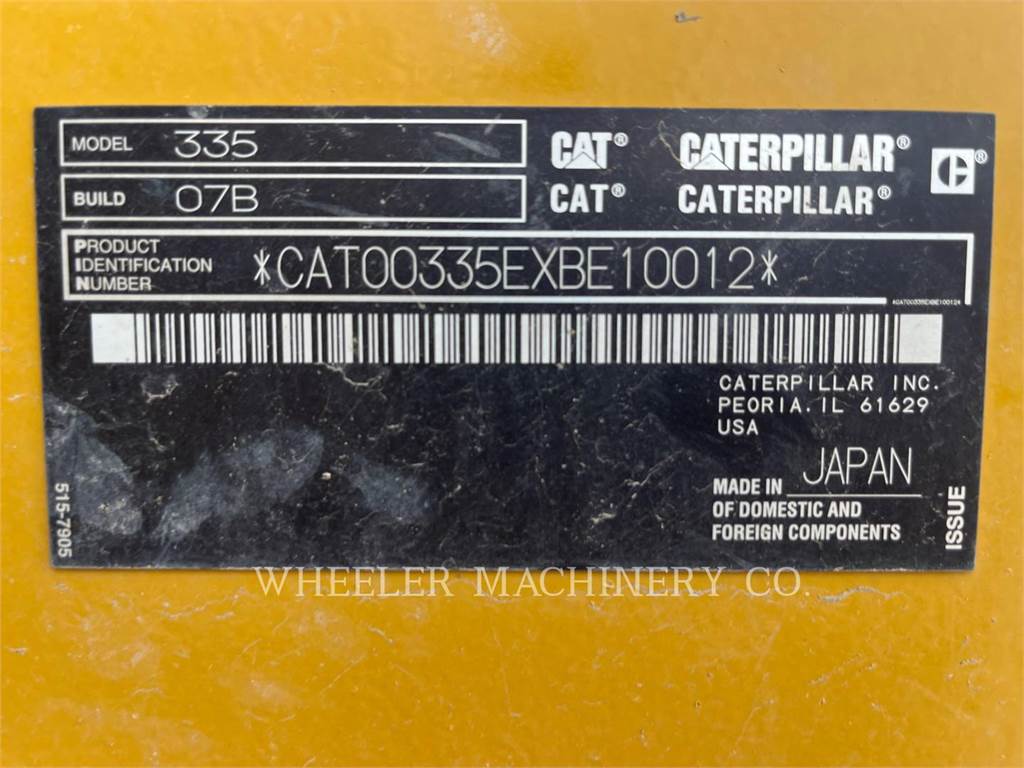 MODEL 335
BUILD 07B
CAT® CATERPILLAR®
CAT® CATERPILLAR®
C®
PRODUCT
IDENTIFICATION
NUMBER
*CAT00335EXBE10012*
*CAT00335EXBE10012*
CATERPILLAR INC.
PEORIA, IL 61629
USA
MADE IN JAPAN
OF DOMESTIC AND
FOREIGN COMPONENTS
515-7905
ISSUE
WHEELER MACHINERY CO.